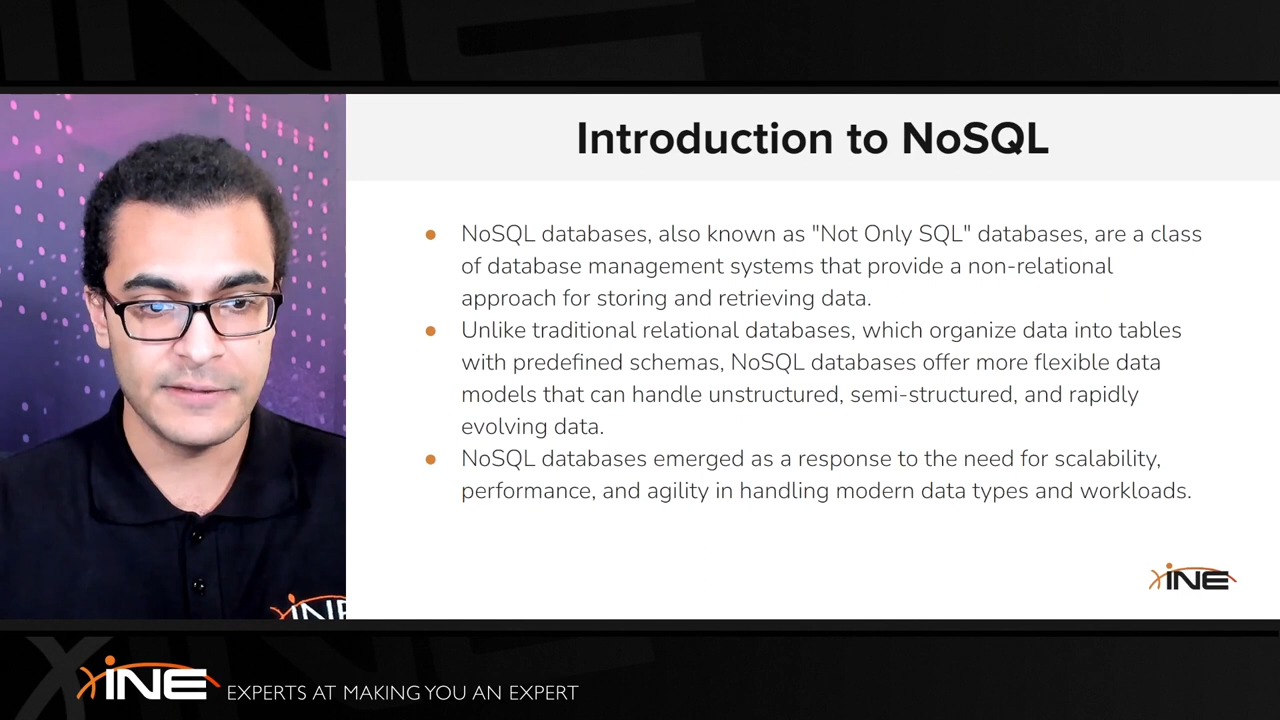 Introduction to NoSQL
● NoSQL databases, also known as "Not Only SQL" databases, are a class
of database management systems that provide a non-relational
approach for storing and retrieving data.
● Unlike traditional relational databases, which organize data into tables
with predefined schemas, NoSQL databases offer more flexible data
models that can handle unstructured, semi-structured, and rapidly
evolving data.
● NoSQL databases emerged as a response to the need for scalability,
performance, and agility in handling modern data types and workloads.
INE
INE
INE EXPERTS AT MAKING YOU AN EXPERT